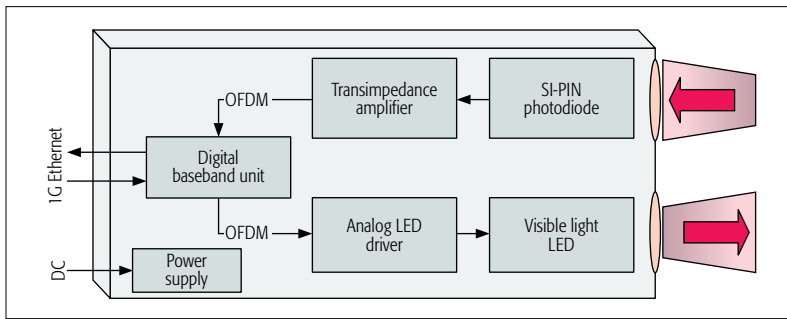 Transimpedance
amplifier
SI-PIN
photodiode
OFDM
Digital
baseband unit
1G Ethernet
OFDM
Analog LED
driver
Visible light
LED
Power
supply
DC